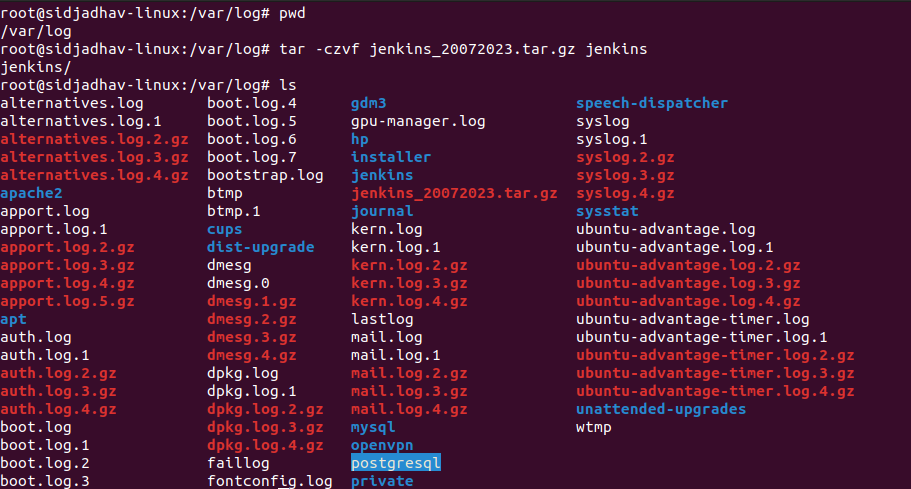 root@sidjadhav-linux:/var/log# pwd
/var/log
root@sidjadhav-linux:/var/log# tar -czvf jenkins_20072023.tar.gz jenkins
jenkins/
root@sidjadhav-linux:/var/log# ls
alternatives.log boot.log.4 gdm3 speech-dispatcher
alternatives.log.1 boot.log.5 gpu-manager.log syslog
alternatives.log.2.gz boot.log.6 hp syslog.1
alternatives.log.3.gz boot.log.7 installer syslog.2.gz
alternatives.log.4.gz bootstrap.log jenkins syslog.3.gz
apache2 btmp jenkins_20072023.tar.gz syslog.4.gz
apport.log btmp.1 journal sysstat
apport.log.1 cups kern.log ubuntu-advantage.log
apport.log.2.gz dist-upgrade kern.log.1 ubuntu-advantage.log.1
apport.log.3.gz dmesg kern.log.2.gz ubuntu-advantage.log.2.gz
apport.log.4.gz dmesg.0 kern.log.3.gz ubuntu-advantage.log.3.gz
apport.log.5.gz dmesg.1.gz kern.log.4.gz ubuntu-advantage.log.4.gz
apt dmesg.2.gz lastlog ubuntu-advantage-timer.log
auth.log dmesg.3.gz mail.log ubuntu-advantage-timer.log.1
auth.log.1 dmesg.4.gz mail.log.1 ubuntu-advantage-timer.log.2.gz
auth.log.2.gz dpkg.log mail.log.2.gz ubuntu-advantage-timer.log.3.gz
auth.log.3.gz dpkg.log.1 mail.log.3.gz ubuntu-advantage-timer.log.4.gz
auth.log.4.gz dpkg.log.2.gz mail.log.4.gz unattended-upgrades
boot.log dpkg.log.3.gz mysql wtmp
boot.log.1 dpkg.log.4.gz openvpn
boot.log.2 faillog postgresql
boot.log.3 fontconfig.log private